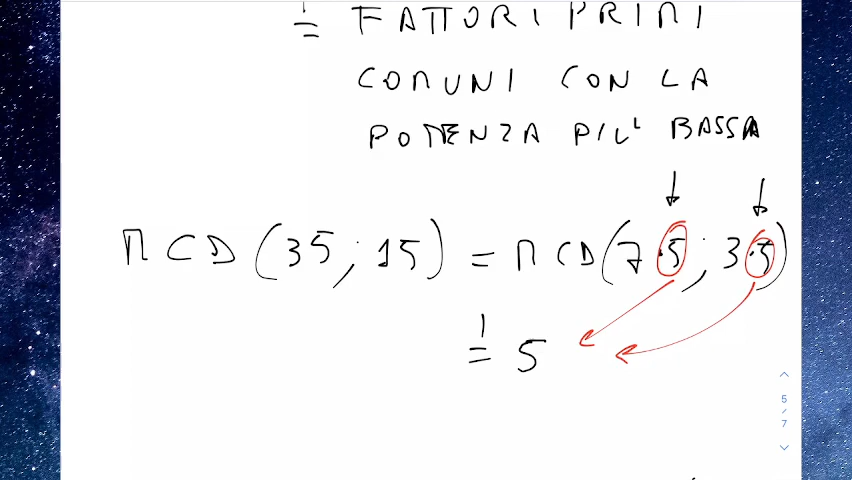 ! = FATTORI PRIMI
COMUNI CON LA
POTENZA PIU' BASSA
MCD (35; 15) = MCD (7·5; 3·5)
! = 5
5
/
7